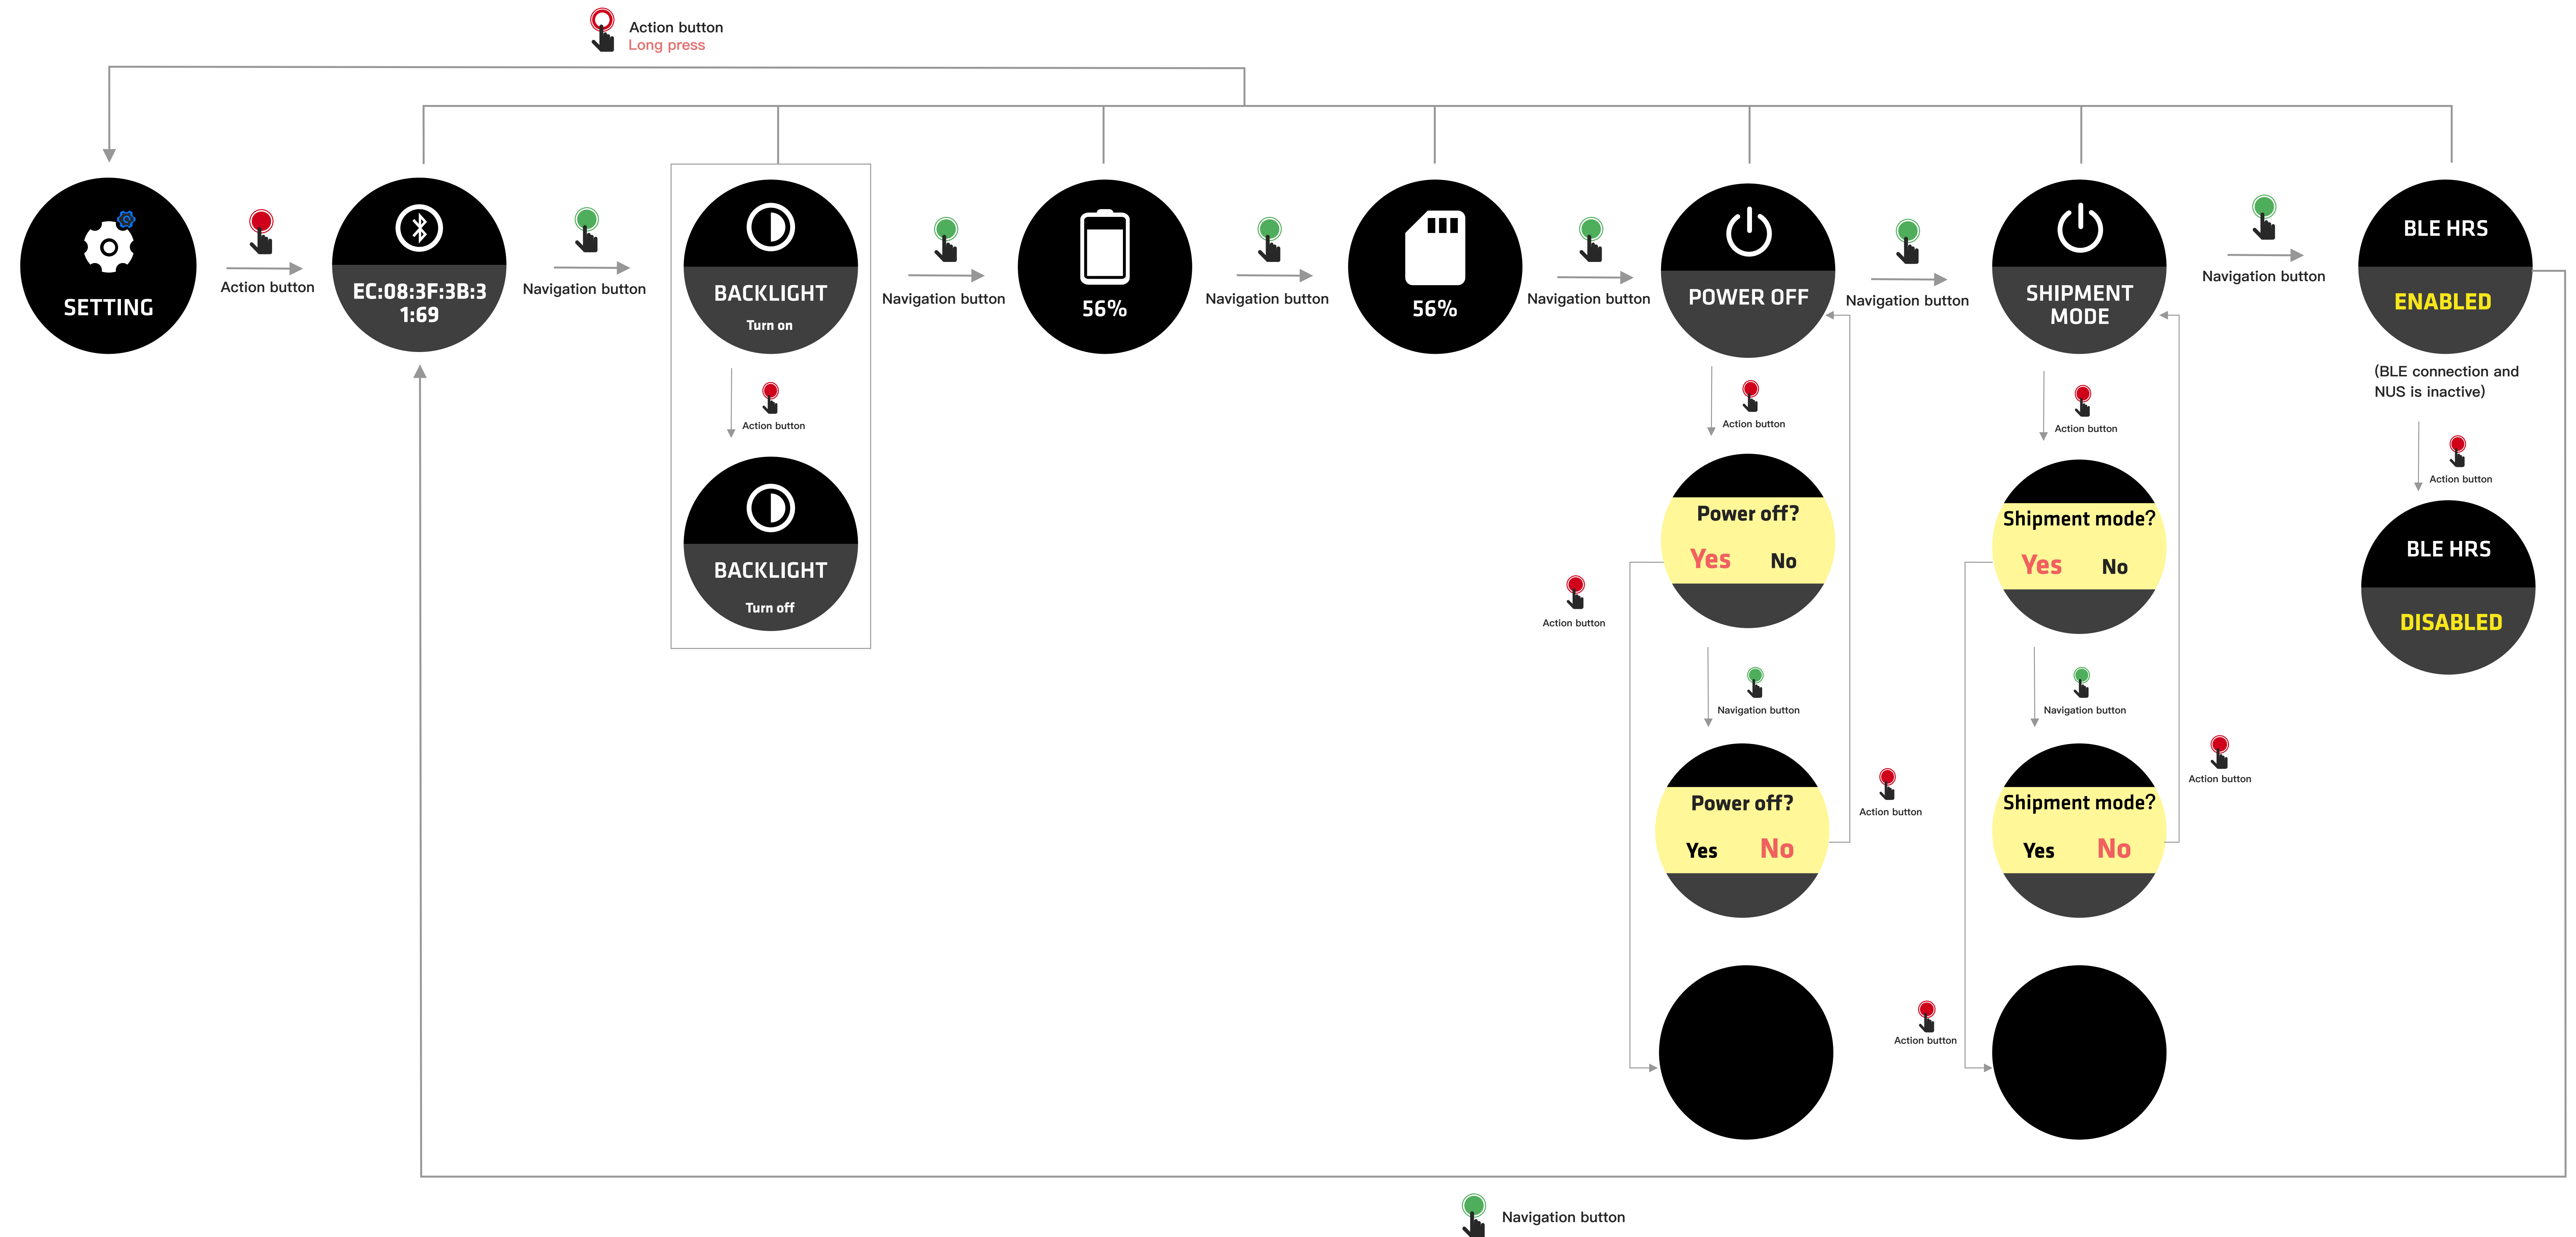 Action button
Long press
SETTING
Action button
EC:08:3F:3B:3
1:69
Navigation button
BACKLIGHT
Turn on
Navigation button
56%
Navigation button
56%
Navigation button
POWER OFF
Navigation button
SHIPMENT
MODE
Navigation button
BLE HRS
ENABLED
(BLE connection and
NUS is inactive)
Action button
BACKLIGHT
Turn off
Action button
Power off?
Yes No
Action button
Navigation button
Power off?
Yes No
Action button
Action button
Shipment mode?
Yes No
Navigation button
Shipment mode?
Yes No
Action button
Action button
Action button
BLE HRS
DISABLED
Navigation button